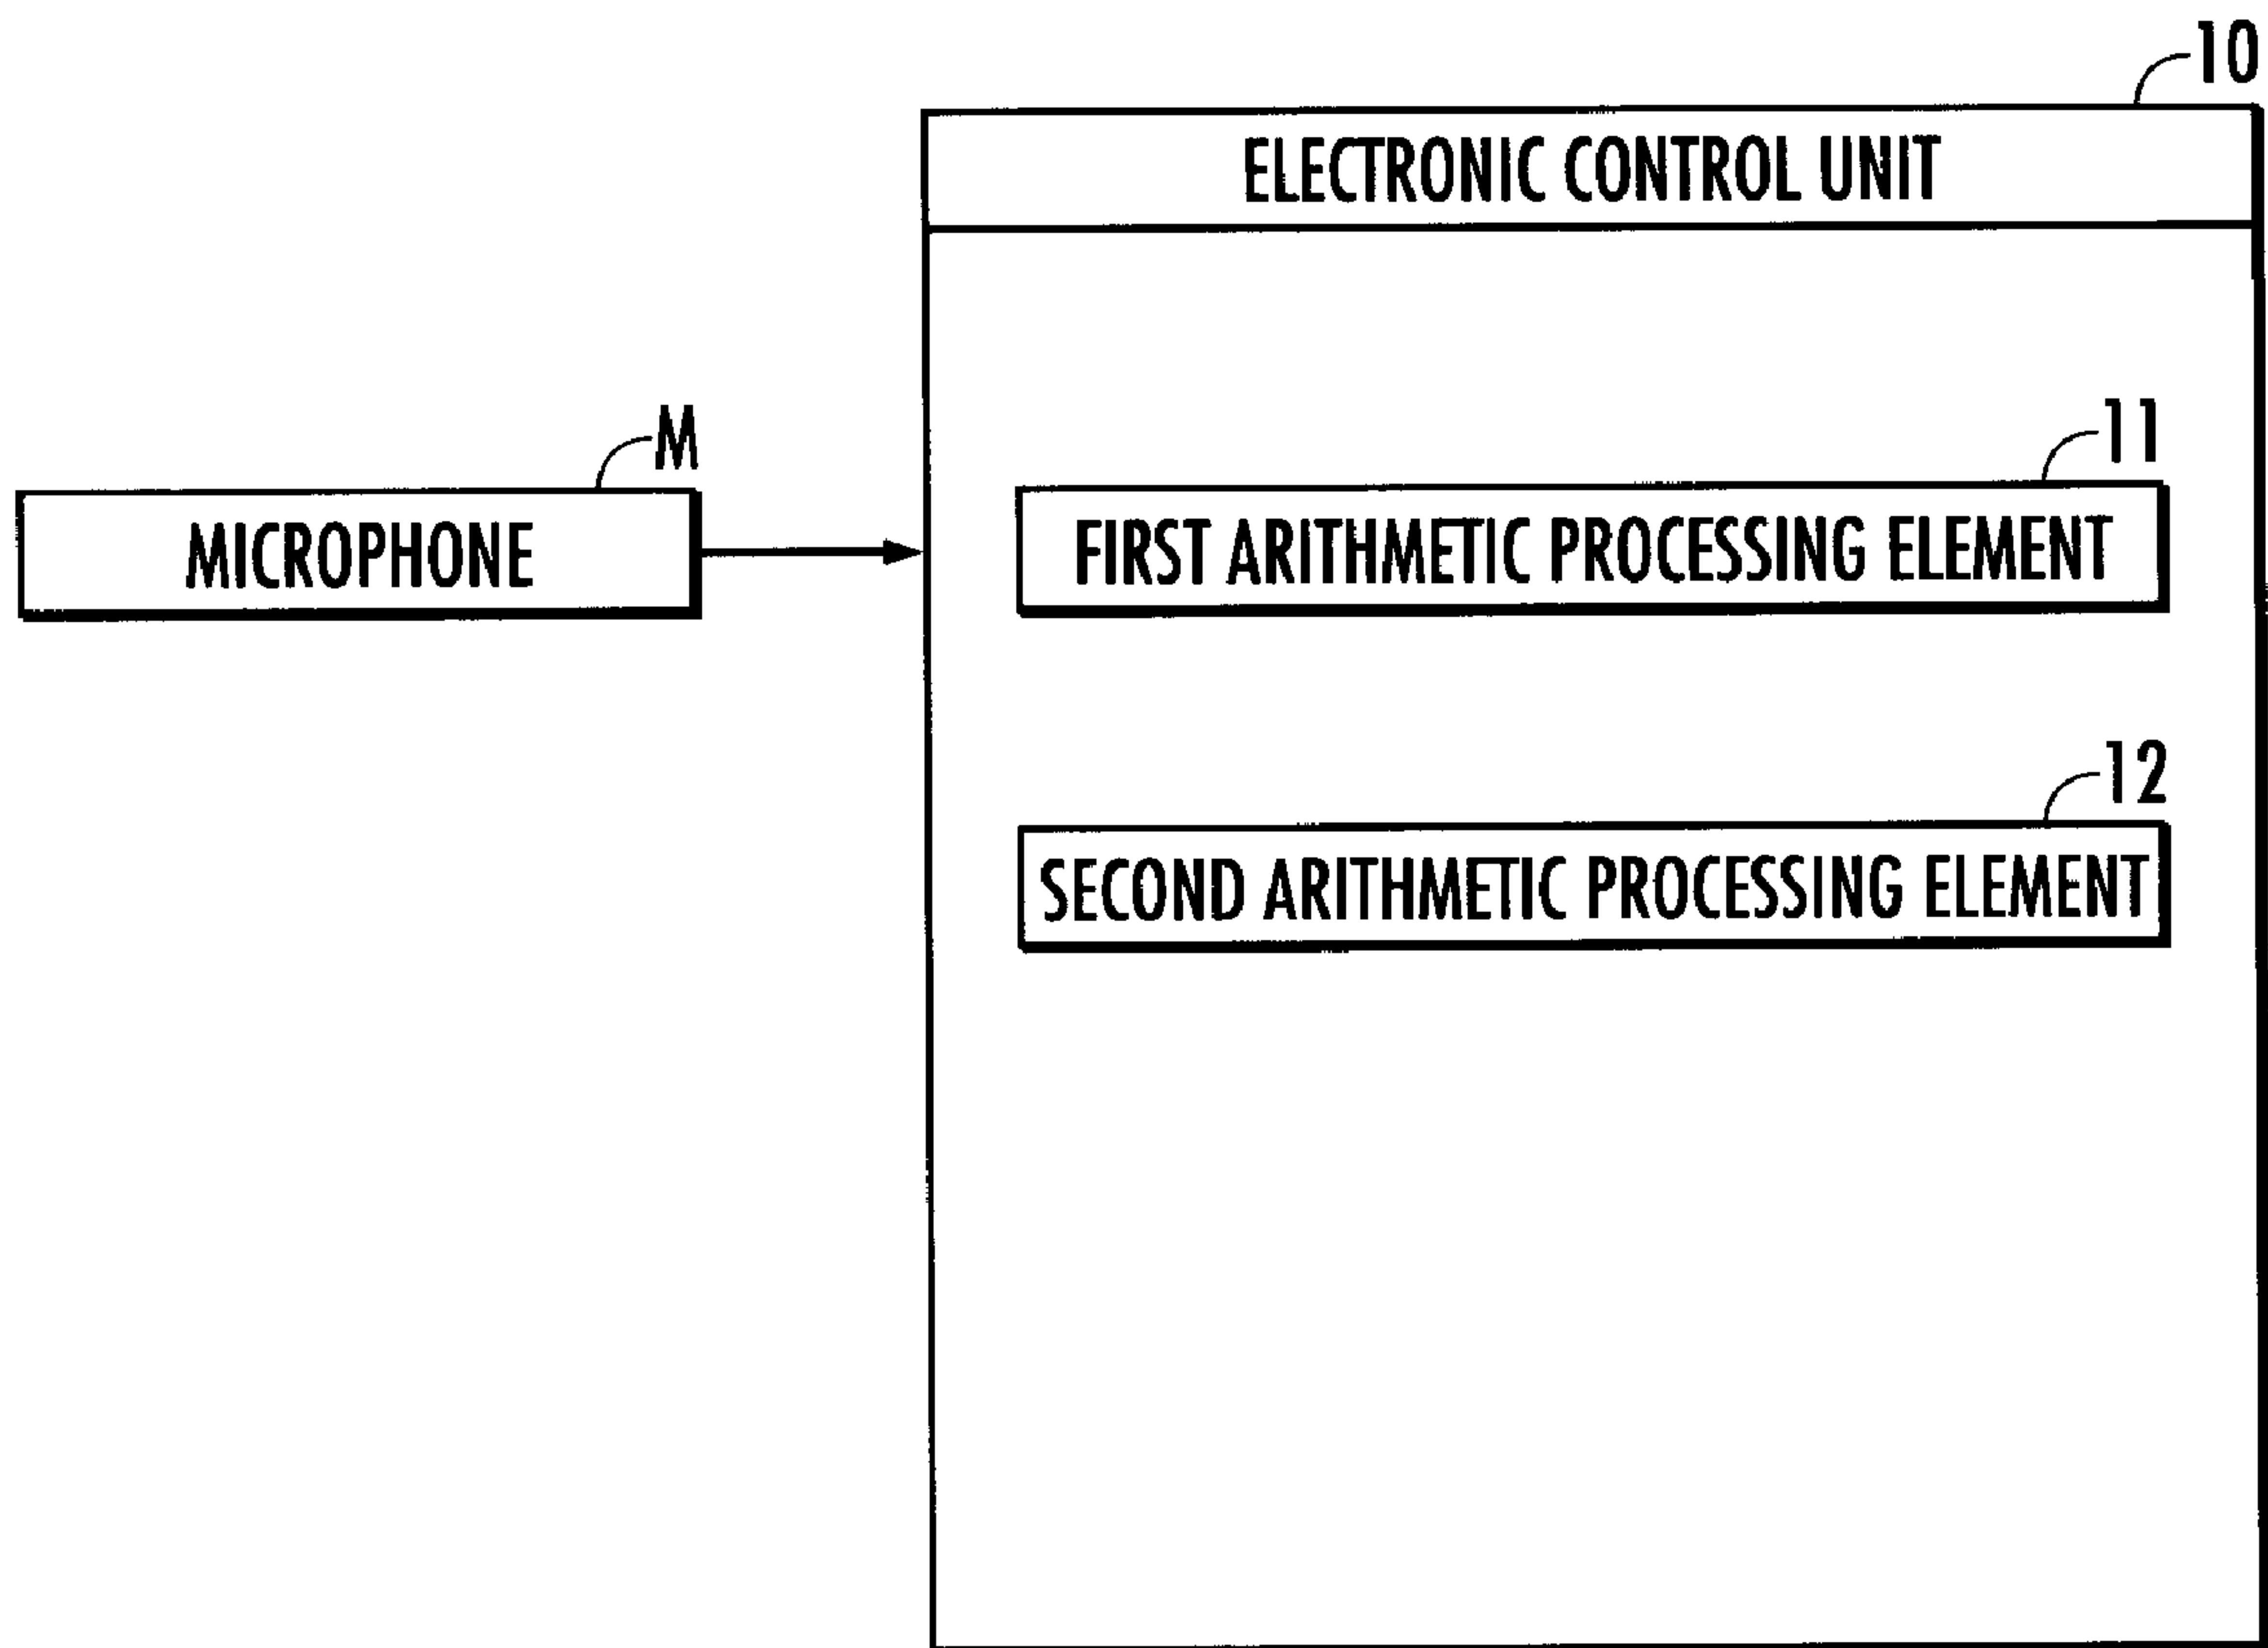 10
ELECTRONIC CONTROL UNIT
M
MICROPHONE
11
FIRST ARITHMETIC PROCESSING ELEMENT
12
SECOND ARITHMETIC PROCESSING ELEMENT